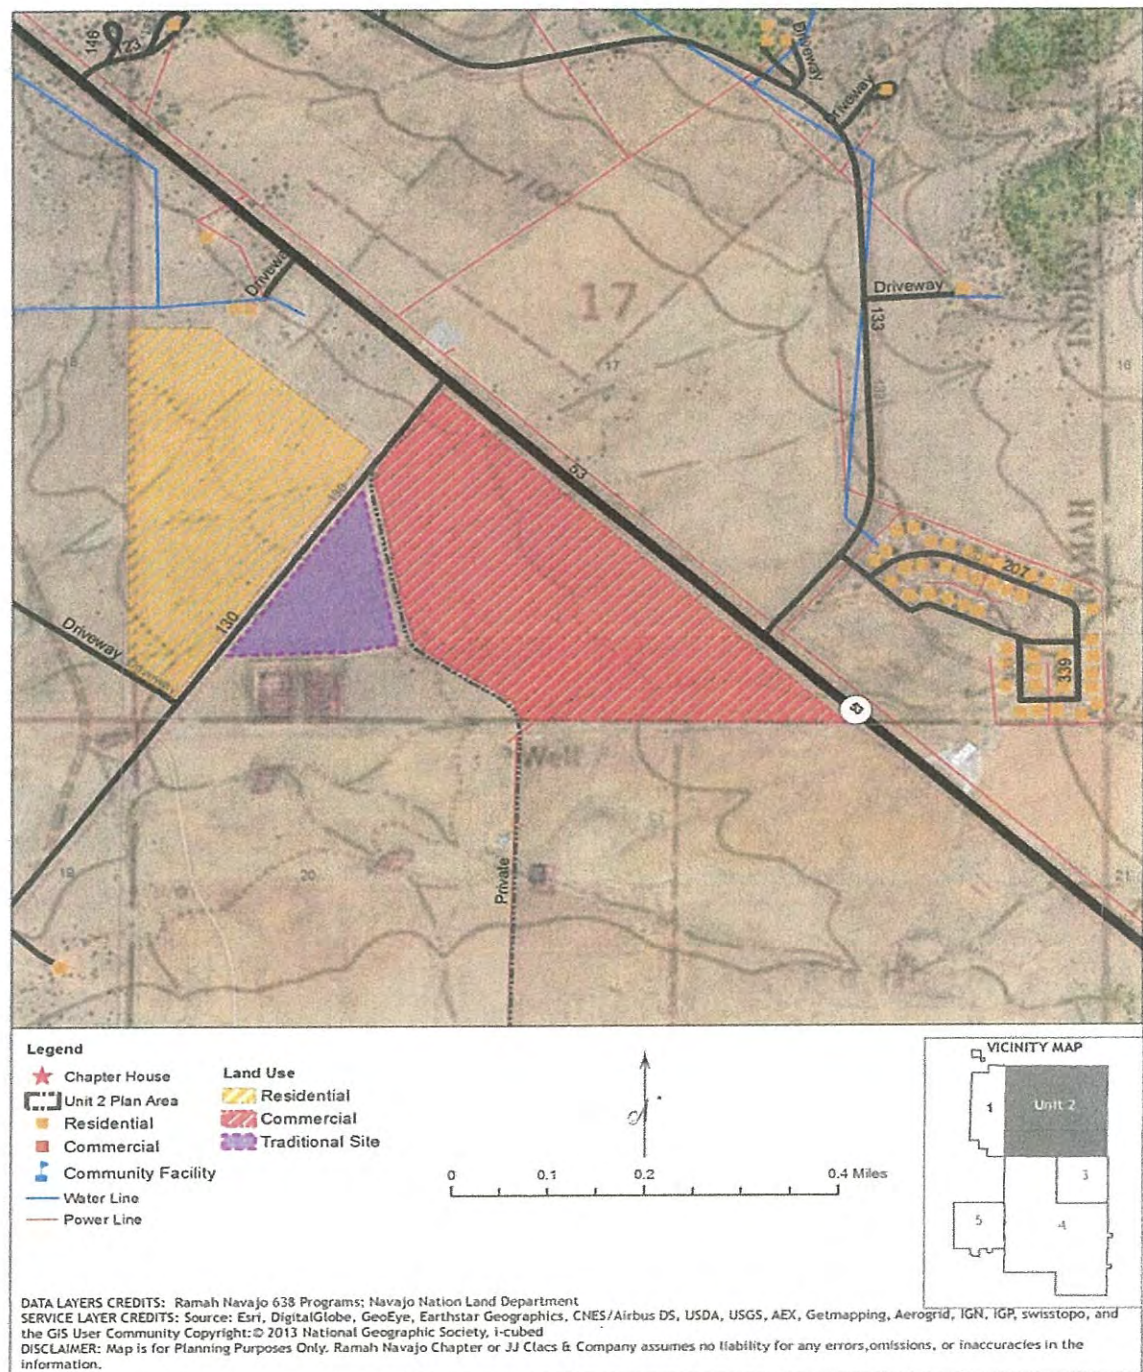 146
23
Driveway
Driveway
7100
17
Driveway
INDIAN
Driveway
133
18
17
16
53
130
130
RAMAH
207
339
Driveway
53
Well
Private
19
20
21
Legend
Chapter House
Unit 2 Plan Area
Residential
Commercial
Community Facility
Water Line
Power Line
Land Use
Residential
Commercial
Traditional Site
0 0.1 0.2 0.4 Miles
VICINITY MAP
1
Unit 2
3
5
4
DATA LAYERS CREDITS: Ramah Navajo 638 Programs; Navajo Nation Land Department
SERVICE LAYER CREDITS: Source: Esri, DigitalGlobe, GeoEye, Earthstar Geographics, CNES/Airbus DS, USDA, USGS, AEX, Getmapping, Aerogrid, IGN, IGP, swisstopo, and
the GIS User Community Copyright:© 2013 National Geographic Society, i-cubed
DISCLAIMER: Map is for Planning Purposes Only. Ramah Navajo Chapter or JJ Clacs & Company assumes no liability for any errors,omissions, or inaccuracies in the
information.